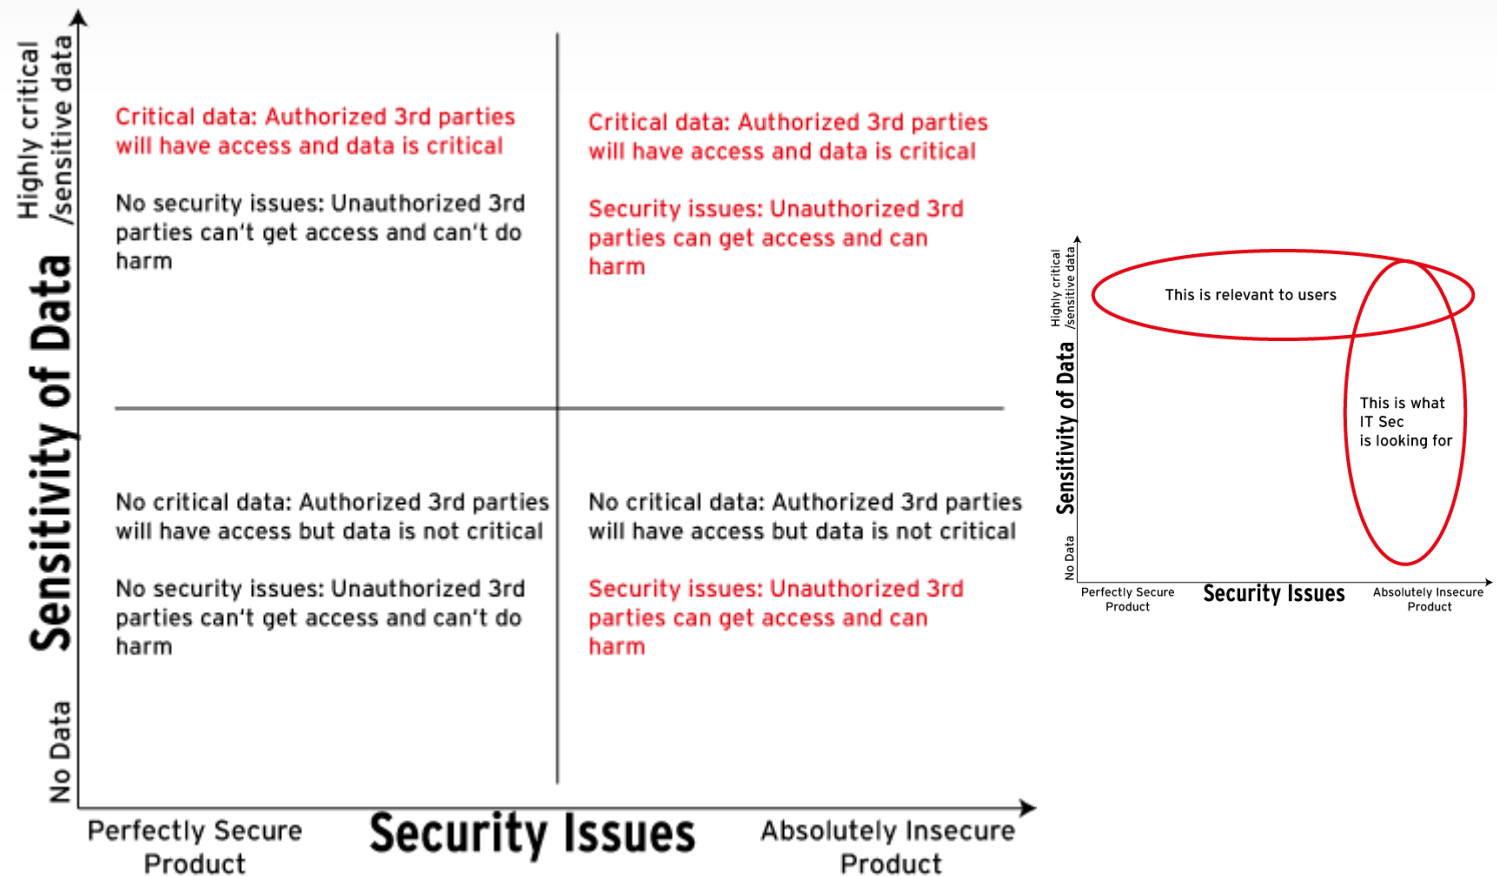 Highly critical
/sensitive data
Sensitivity of Data
No Data
Critical data: Authorized 3rd parties
will have access and data is critical
No security issues: Unauthorized 3rd
parties can't get access and can't do
harm
Critical data: Authorized 3rd parties
will have access and data is critical
Security issues: Unauthorized 3rd
parties can get access and can
harm
No critical data: Authorized 3rd parties
will have access but data is not critical
No security issues: Unauthorized 3rd
parties can't get access and can't do
harm
No critical data: Authorized 3rd parties
will have access but data is not critical
Security issues: Unauthorized 3rd
parties can get access and can
harm
Perfectly Secure
Product
Security Issues
Absolutely Insecure
Product
Highly critical
/sensitive data
Sensitivity of Data
No Data
This is relevant to users
This is what
IT Sec
is looking for
Perfectly Secure
Product
Security Issues
Absolutely Insecure
Product